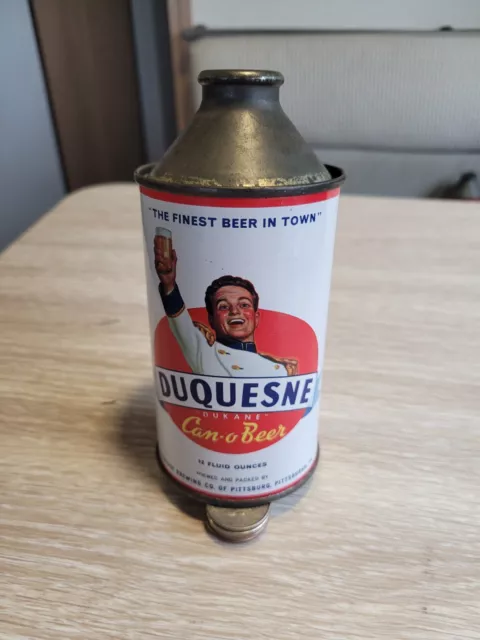 "THE FINEST BEER IN TOWN"
DUQUESNE
"DUKANE"
Can-o-Beer
12 FLUID OUNCES
BREWED AND PACKED BY
BREWING CO. OF PITTSBURG, PITTSBURGH